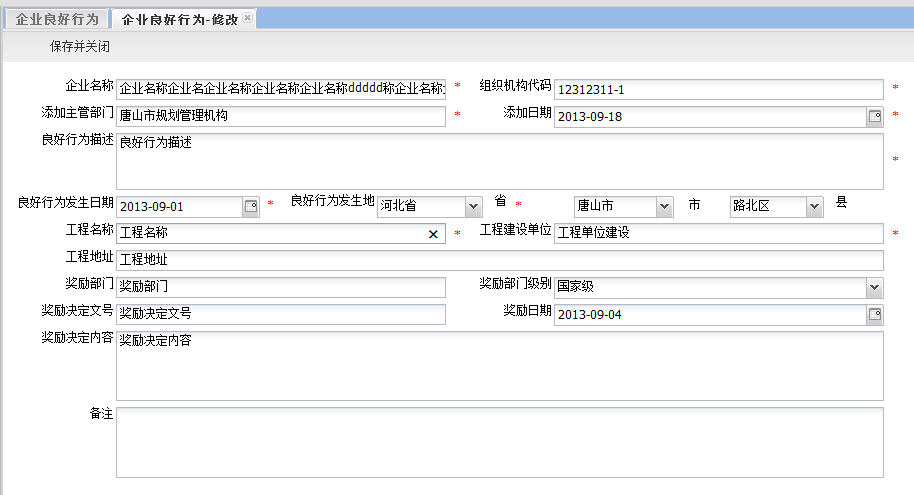 企业良好行为 企业良好行为-修改
保存并关闭
企业名称 企业名称企业名企业名称企业名称企业名称ddddd称企业名称 * 组织机构代码 12312311-1 *
添加主管部门 唐山市规划管理机构 * 添加日期 2013-09-18 *
良好行为描述 良好行为描述 *
良好行为发生日期 2013-09-01 * 良好行为发生地 河北省 省 * 唐山市 市 路北区 县
工程名称 工程名称 * 工程建设单位 工程单位建设 *
工程地址 工程地址
奖励部门 奖励部门 奖励部门级别 国家级
奖励决定文号 奖励决定文号 奖励日期 2013-09-04
奖励决定内容 奖励决定内容
备注